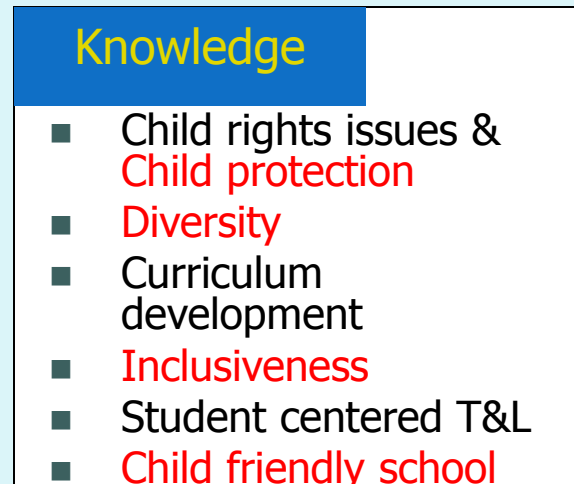 Knowledge
■ Child rights issues &
Child protection
■ Diversity
■ Curriculum
development
■ Inclusiveness
■ Student centered T&L
■ Child friendly school